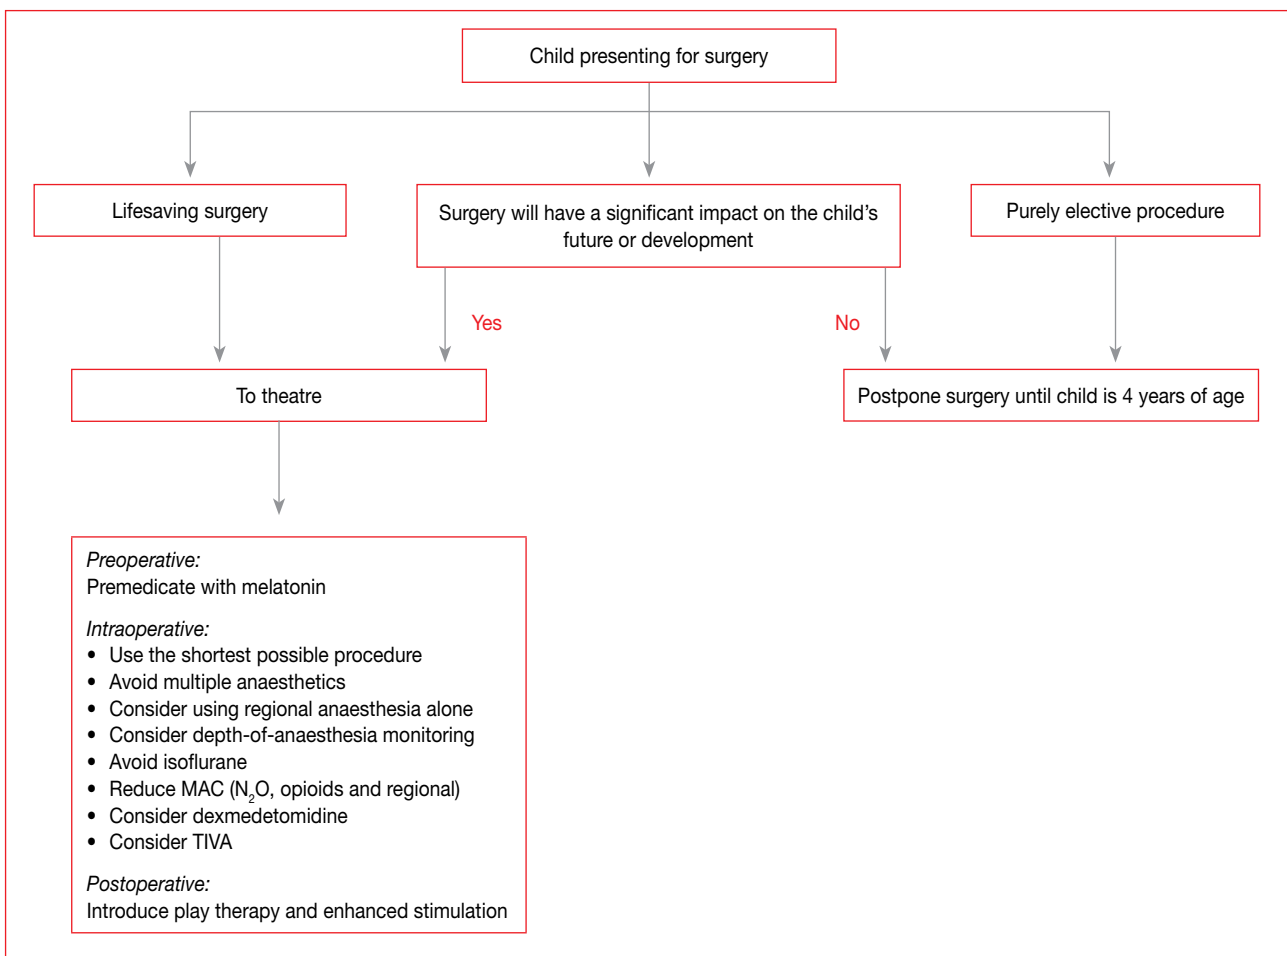 Child presenting for surgery
Lifesaving surgery
Surgery will have a significant impact on the child's
future or development
Purely elective procedure
Yes
No
To theatre
Postpone surgery until child is 4 years of age
Preoperative:
Premedicate with melatonin
Intraoperative:
• Use the shortest possible procedure
• Avoid multiple anaesthetics
• Consider using regional anaesthesia alone
• Consider depth-of-anaesthesia monitoring
• Avoid isoflurane
• Reduce MAC (N₂O, opioids and regional)
• Consider dexmedetomidine
• Consider TIVA
Postoperative:
Introduce play therapy and enhanced stimulation